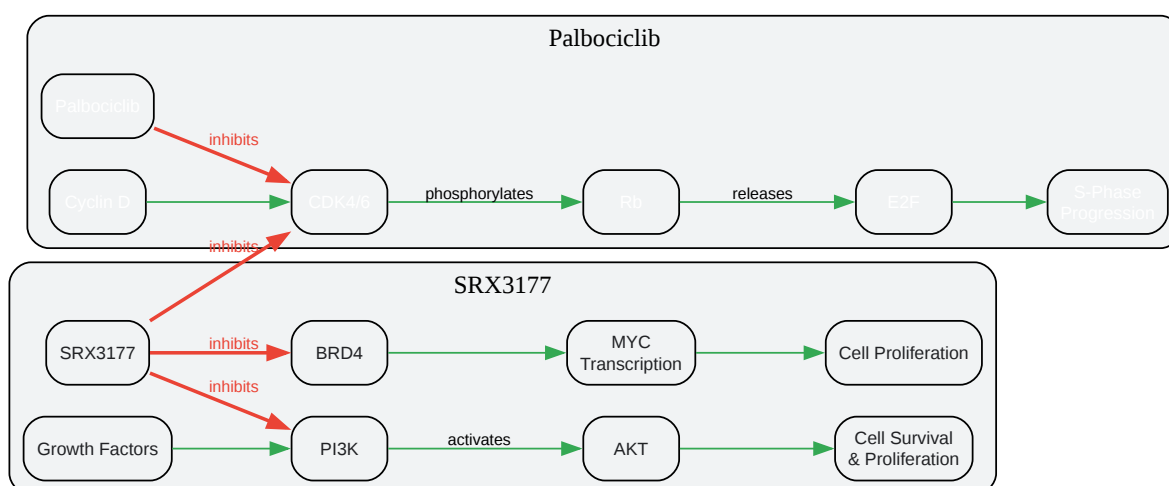 Palbociclib
Palbociclib
inhibits
Cyclin D
CDK4/6
phosphorylates
Rb
releases
E2F
S-Phase
Progression
inhibits
SRX3177
SRX3177
inhibits
BRD4
MYC
Transcription
Cell Proliferation
inhibits
Growth Factors
PI3K
activates
AKT
Cell Survival
& Proliferation